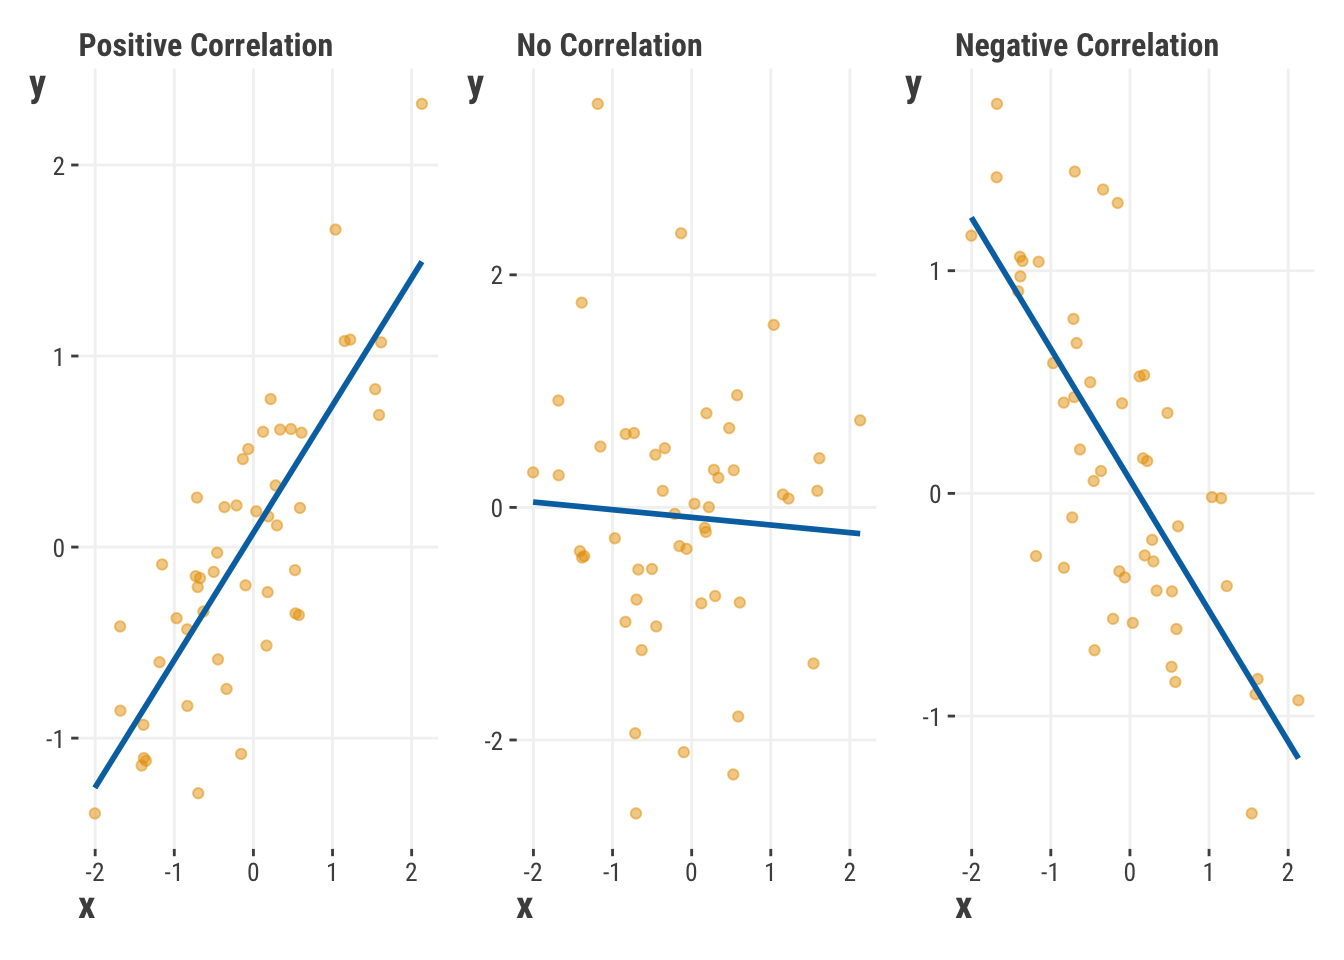 Positive Correlation
y
2
1
0
-1
-2 -1 0 1 2
x
No Correlation
y
2
0
-2
-2 -1 0 1 2
x
Negative Correlation
y
1
0
-1
-2 -1 0 1 2
x